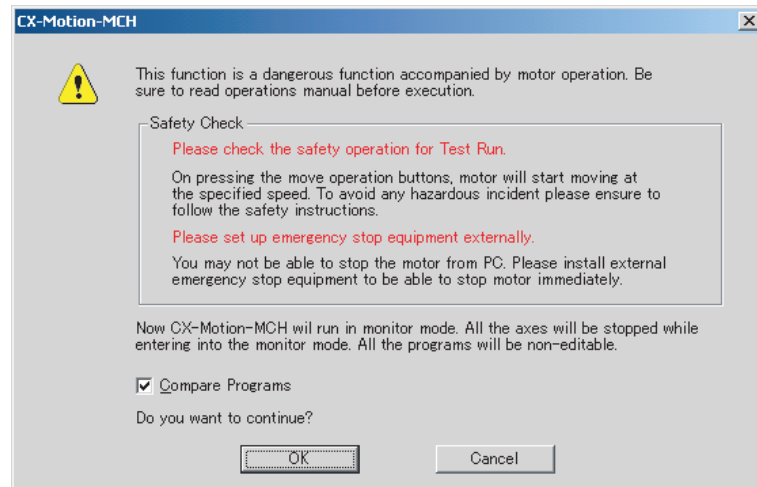 CX-Motion-MCH
This function is a dangerous function accompanied by motor operation. Be
sure to read operations manual before execution.
Safety Check
Please check the safety operation for Test Run.
On pressing the move operation buttons, motor will start moving at
the specified speed. To avoid any hazardous incident please ensure to
follow the safety instructions.
Please set up emergency stop equipment externally.
You may not be able to stop the motor from PC. Please install external
emergency stop equipment to be able to stop motor immediately.
Now CX-Motion-MCH wil run in monitor mode. All the axes will be stopped while
entering into the monitor mode. All the programs will be non-editable.
Compare Programs
Do you want to continue?
OK Cancel